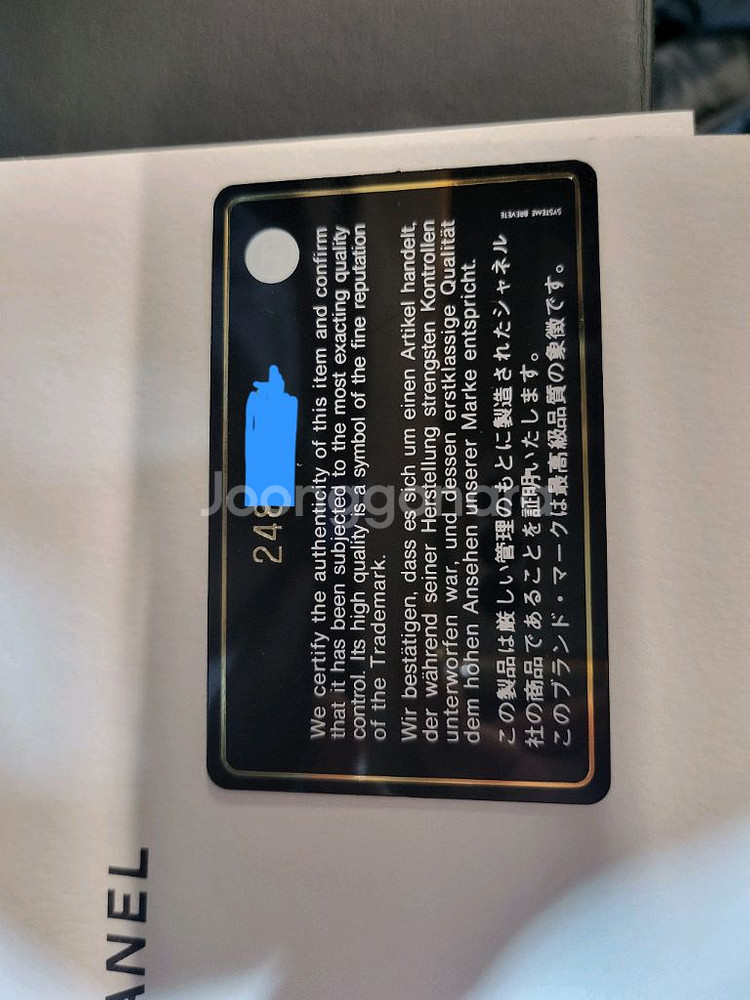 248
We certify the authenticity of this item and confirm
that it has been subjected to the most exacting quality
control. Its high quality is a symbol of the fine reputation
of the Trademark.
Wir bestätigen, dass es sich um einen Artikel handelt,
der während seiner Herstellung strengsten Kontrollen
unterworfen war, und dessen erstklassige Qualität
dem hohen Ansehen unserer Marke entspricht.
この製品は厳しい管理のもとに製造されたシャネル
社の商品であることを証明いたします。
このブランド・マークは最高級品質の象徴です。
SYSTEME BREVETE
ANEL
Joonggonara